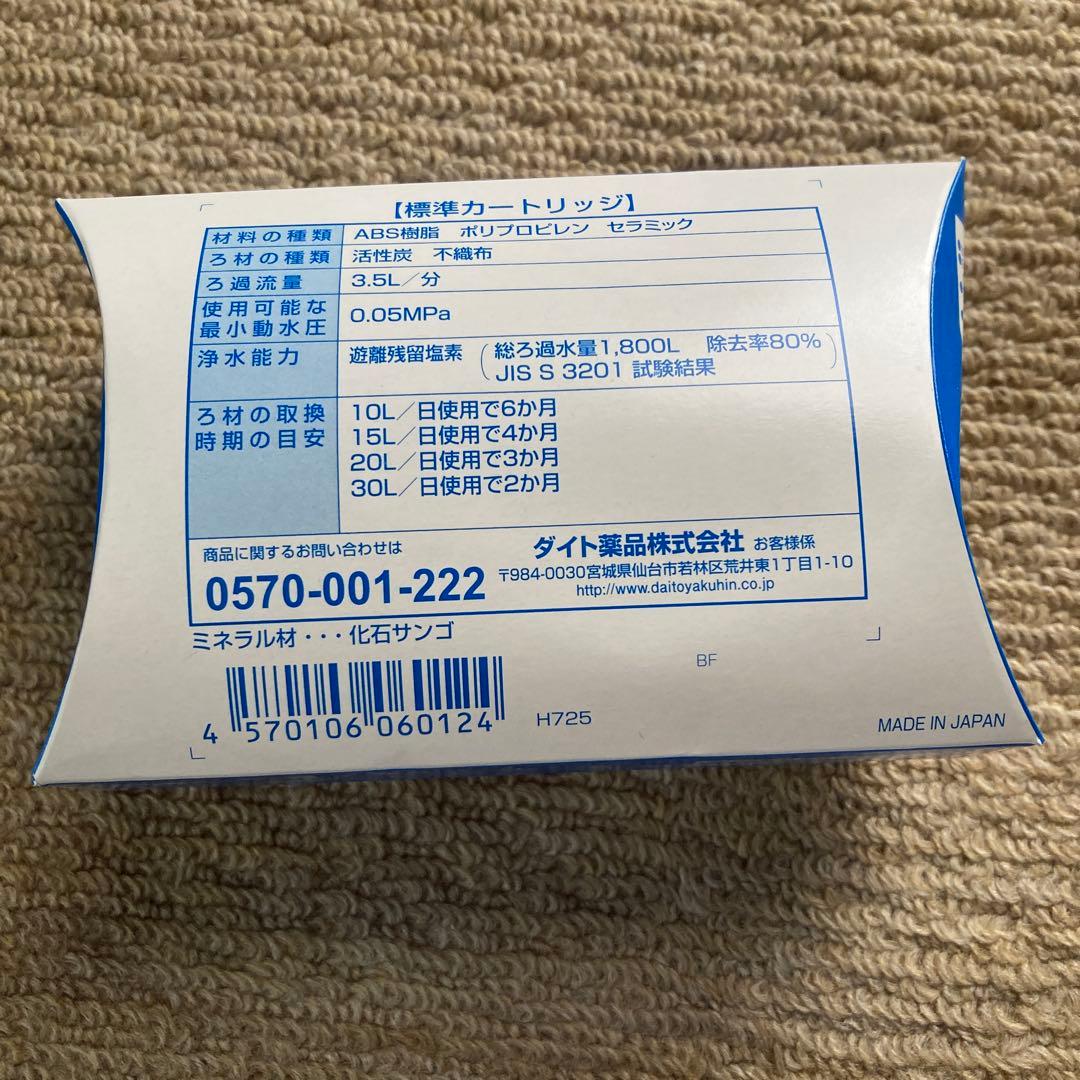 【標準カートリッジ】
材料の種類 ABS樹脂 ポリプロピレン セラミック
ろ材の種類 活性炭 不織布
ろ過流量 3.5L／分
使用可能な最小動水圧 0.05MPa
浄水能力 遊離残留塩素（総ろ過水量1,800L 除去率80%
JIS S 3201 試験結果）
ろ材の取換 10L／日使用で6か月
時期の目安 15L／日使用で4か月
20L／日使用で3か月
30L／日使用で2か月
商品に関するお問い合わせは
0570-001-222
ダイト薬品株式会社 お客様係
〒984-0030宮城県仙台市若林区荒井東1丁目1-10
http://www.daitoyakuhin.co.jp
ミネラル材・・・化石サンゴ
BF
4 570106 060124
H725
MADE IN JAPAN